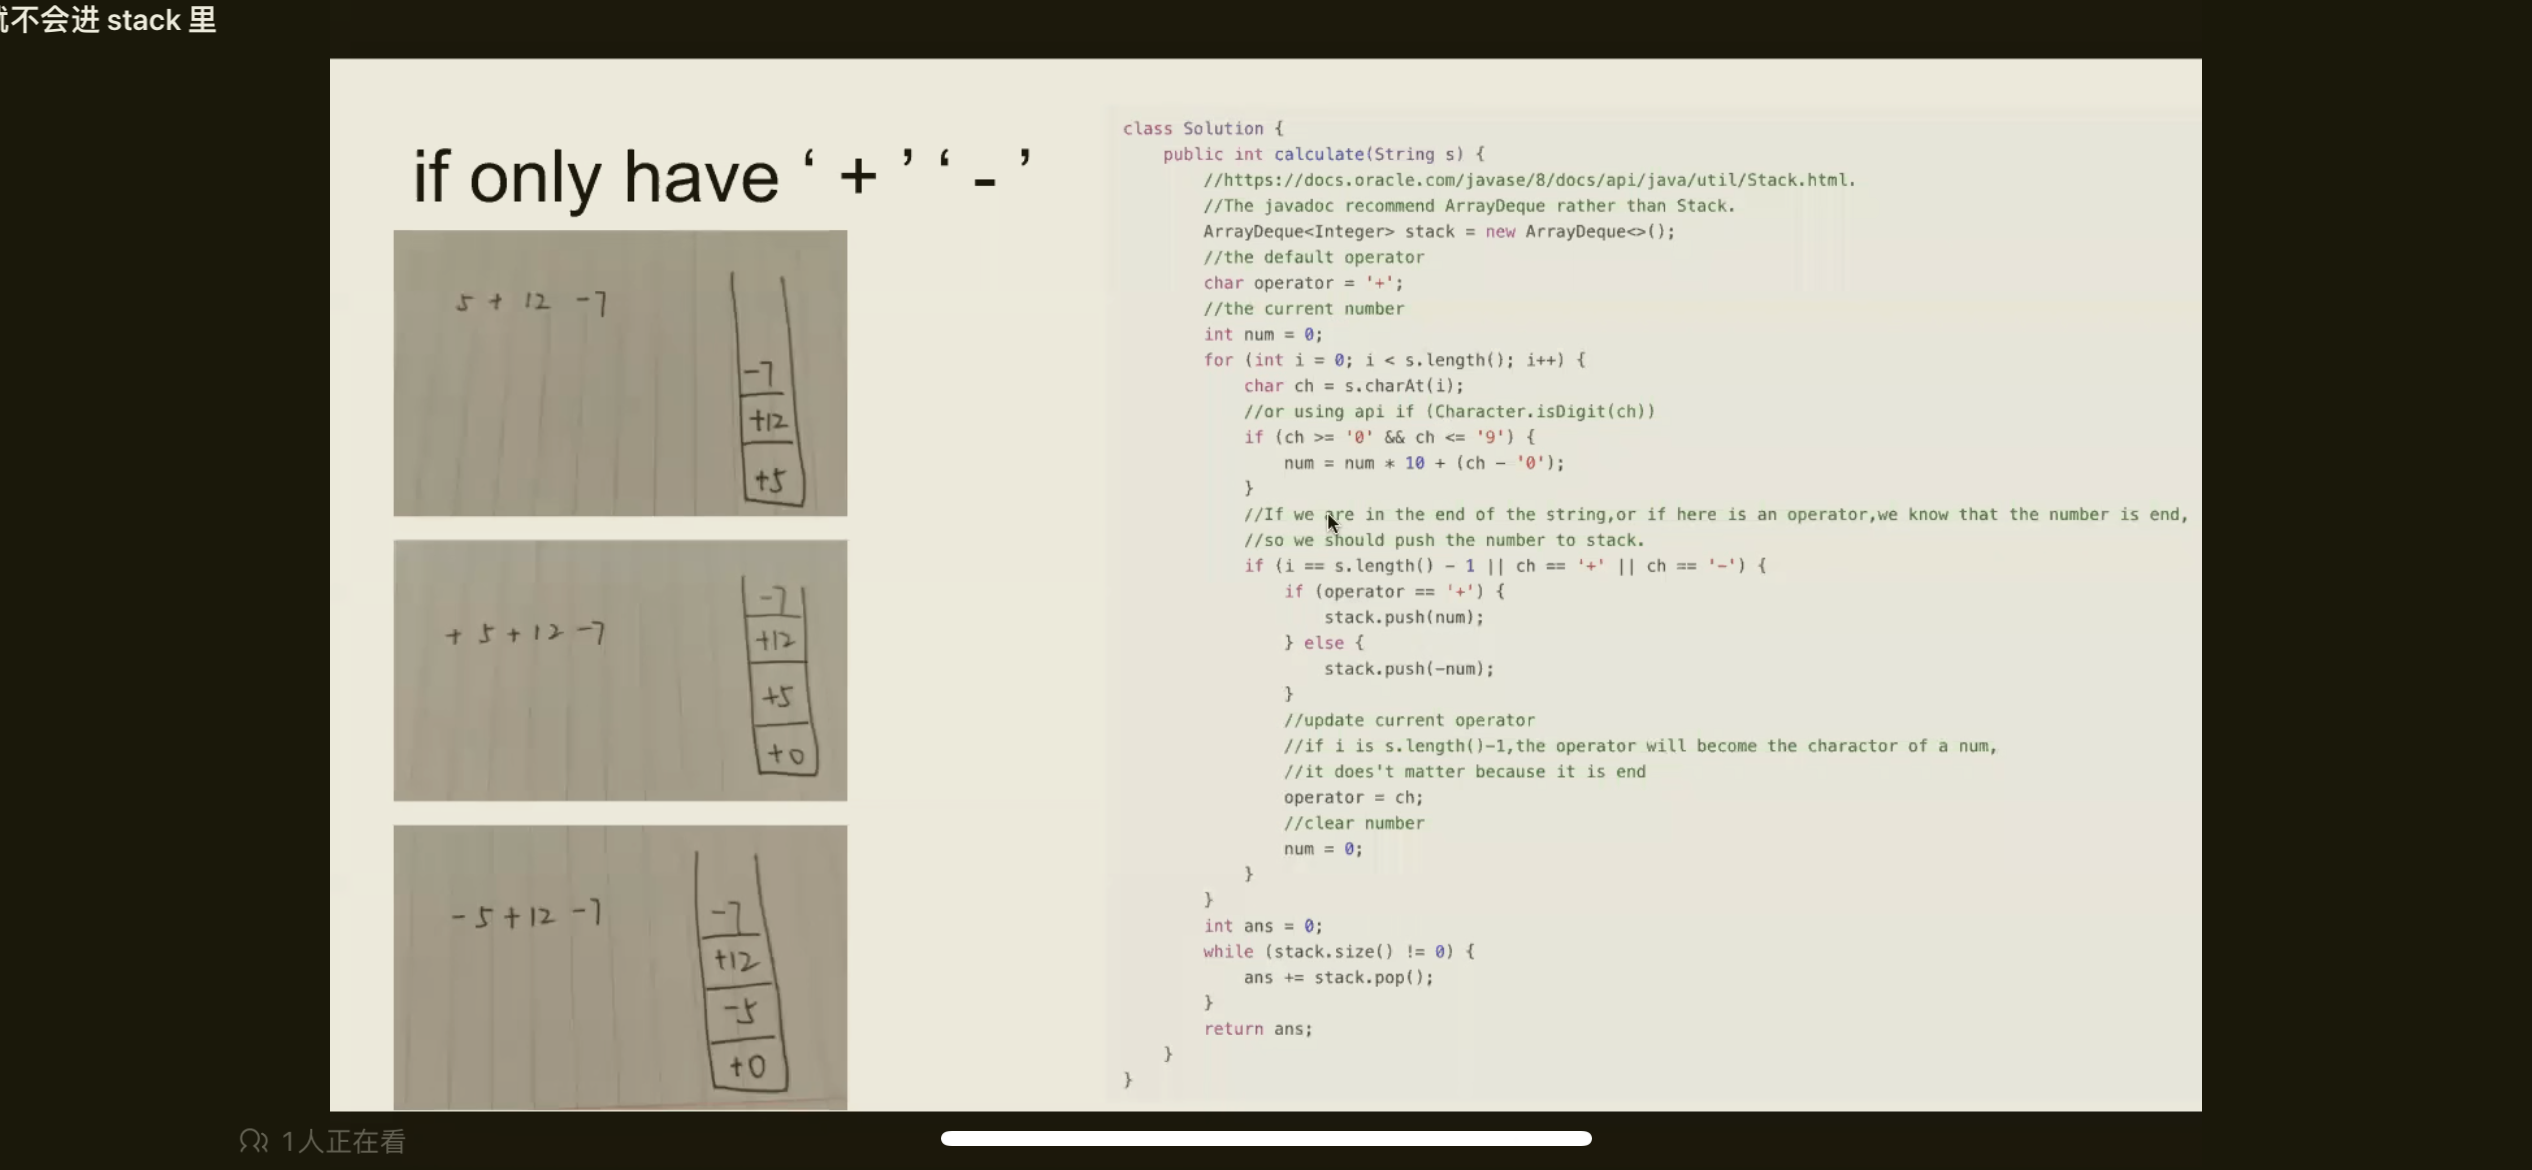 就不会进 stack 里
if only have ‘ + ’ ‘ - ’
5 + 12 -7
-7
+12
+5
+ 5 + 12 -7
-7
+12
+5
+0
- 5 + 12 -7
-7
+12
-5
+0
class Solution {
public int calculate(String s) {
//https://docs.oracle.com/javase/8/docs/api/java/util/Stack.html.
//The javadoc recommend ArrayDeque rather than Stack.
ArrayDeque<Integer> stack = new ArrayDeque<>();
//the default operator
char operator = '+';
//the current number
int num = 0;
for (int i = 0; i < s.length(); i++) {
char ch = s.charAt(i);
//or using api if (Character.isDigit(ch))
if (ch >= '0' && ch <= '9') {
num = num * 10 + (ch - '0');
}
//If we are in the end of the string,or if here is an operator,we know that the number is end,
//so we should push the number to stack.
if (i == s.length() - 1 || ch == '+' || ch == '-') {
if (operator == '+') {
stack.push(num);
} else {
stack.push(-num);
}
//update current operator
//if i is s.length()-1,the operator will become the charactor of a num,
//it does't matter because it is end
operator = ch;
//clear number
num = 0;
}
}
int ans = 0;
while (stack.size() != 0) {
ans += stack.pop();
}
return ans;
}
}
1人正在看